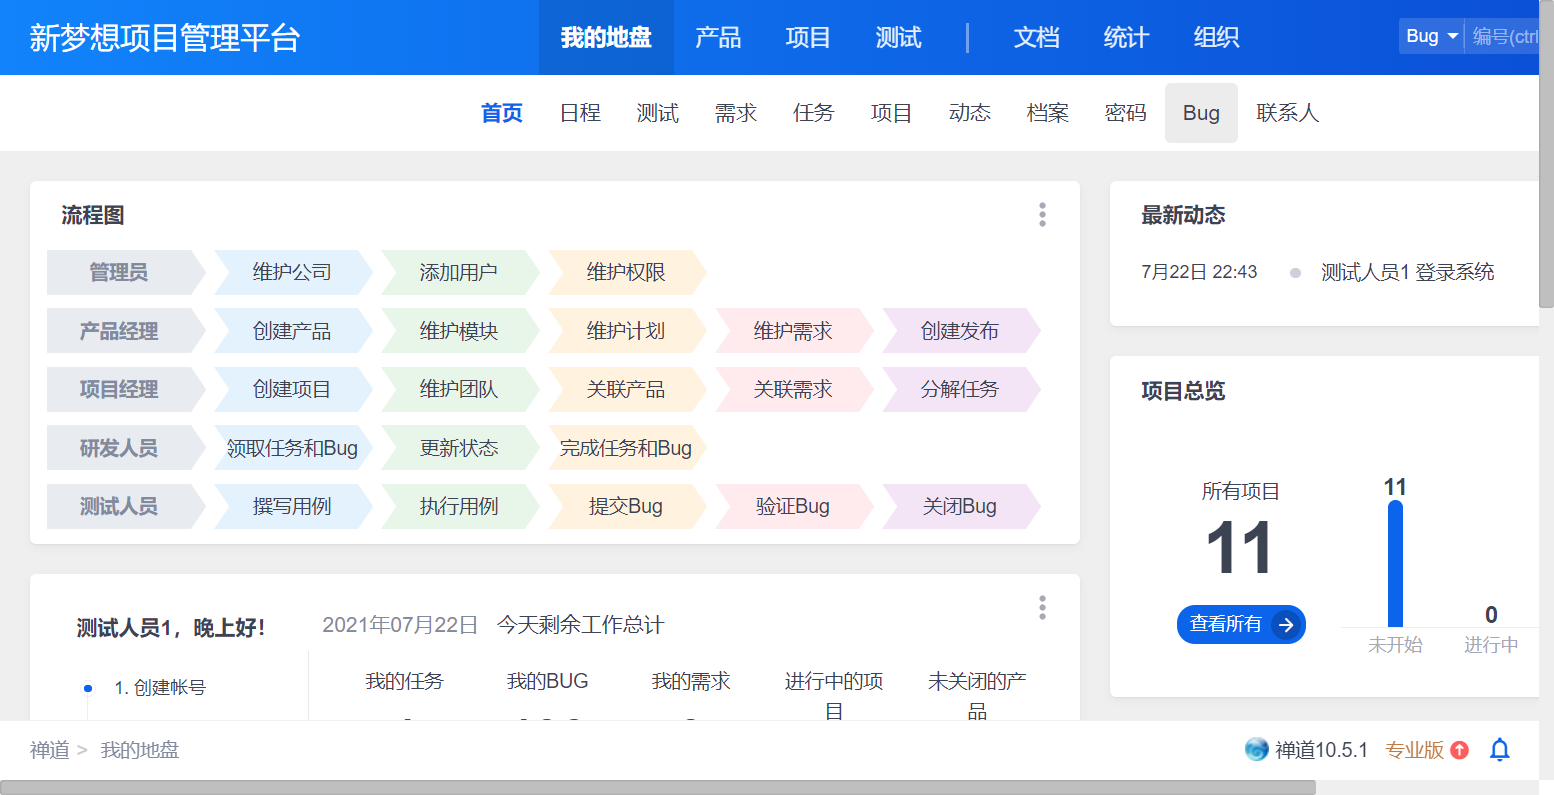 新梦想项目管理平台 我的地盘 产品 项目 测试 文档 统计 组织 Bug 编号(ctrl
首页 日程 测试 需求 任务 项目 动态 档案 密码 Bug 联系人
流程图
管理员 维护公司 添加用户 维护权限
产品经理 创建产品 维护模块 维护计划 维护需求 创建发布
项目经理 创建项目 维护团队 关联产品 关联需求 分解任务
研发人员 领取任务和Bug 更新状态 完成任务和Bug
测试人员 撰写用例 执行用例 提交Bug 验证Bug 关闭Bug
最新动态
7月22日 22:43 测试人员1 登录系统
项目总览
所有项目
11
查看所有
11
0
未开始 进行中
测试人员1，晚上好！
1. 创建帐号
2021年07月22日 今天剩余工作总计
我的任务 我的BUG 我的需求 进行中的项 未关闭的产
目 品
禅道 > 我的地盘 禅道10.5.1 专业版